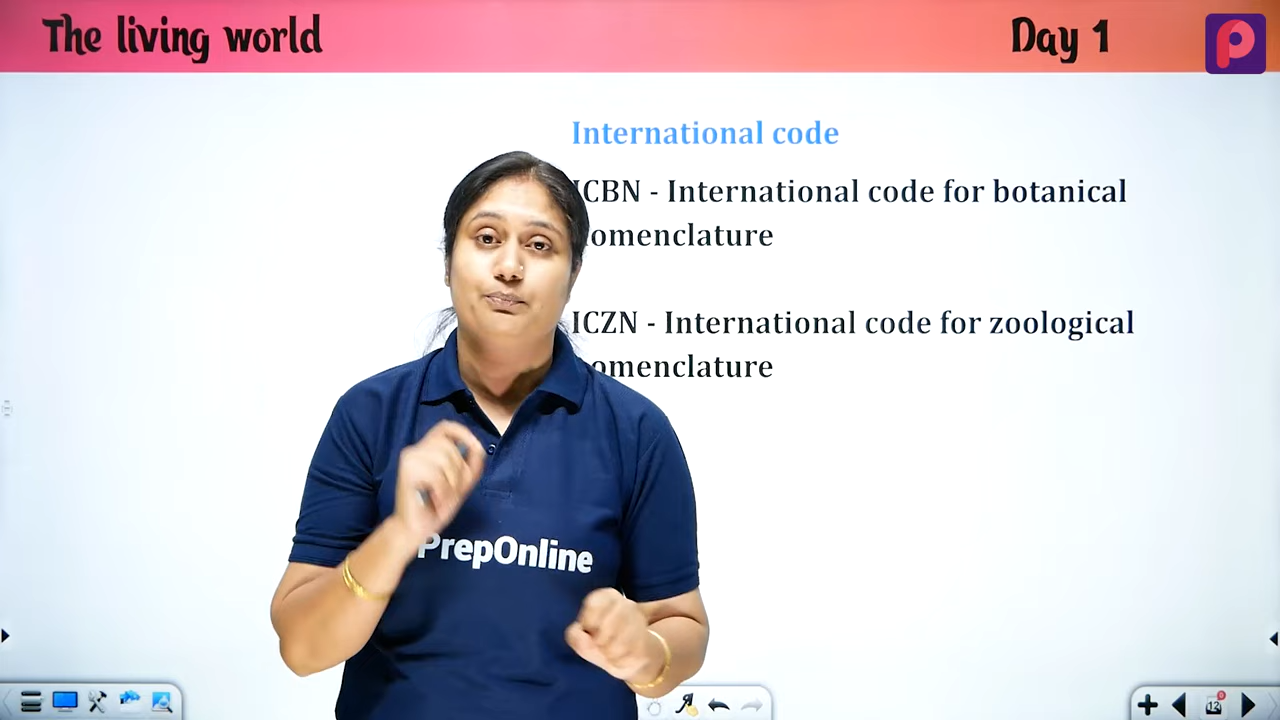 The living world
Day 1
International code
ICBN - International code for botanical
nomenclature
ICZN - International code for zoological
nomenclature
PrepOnline
12